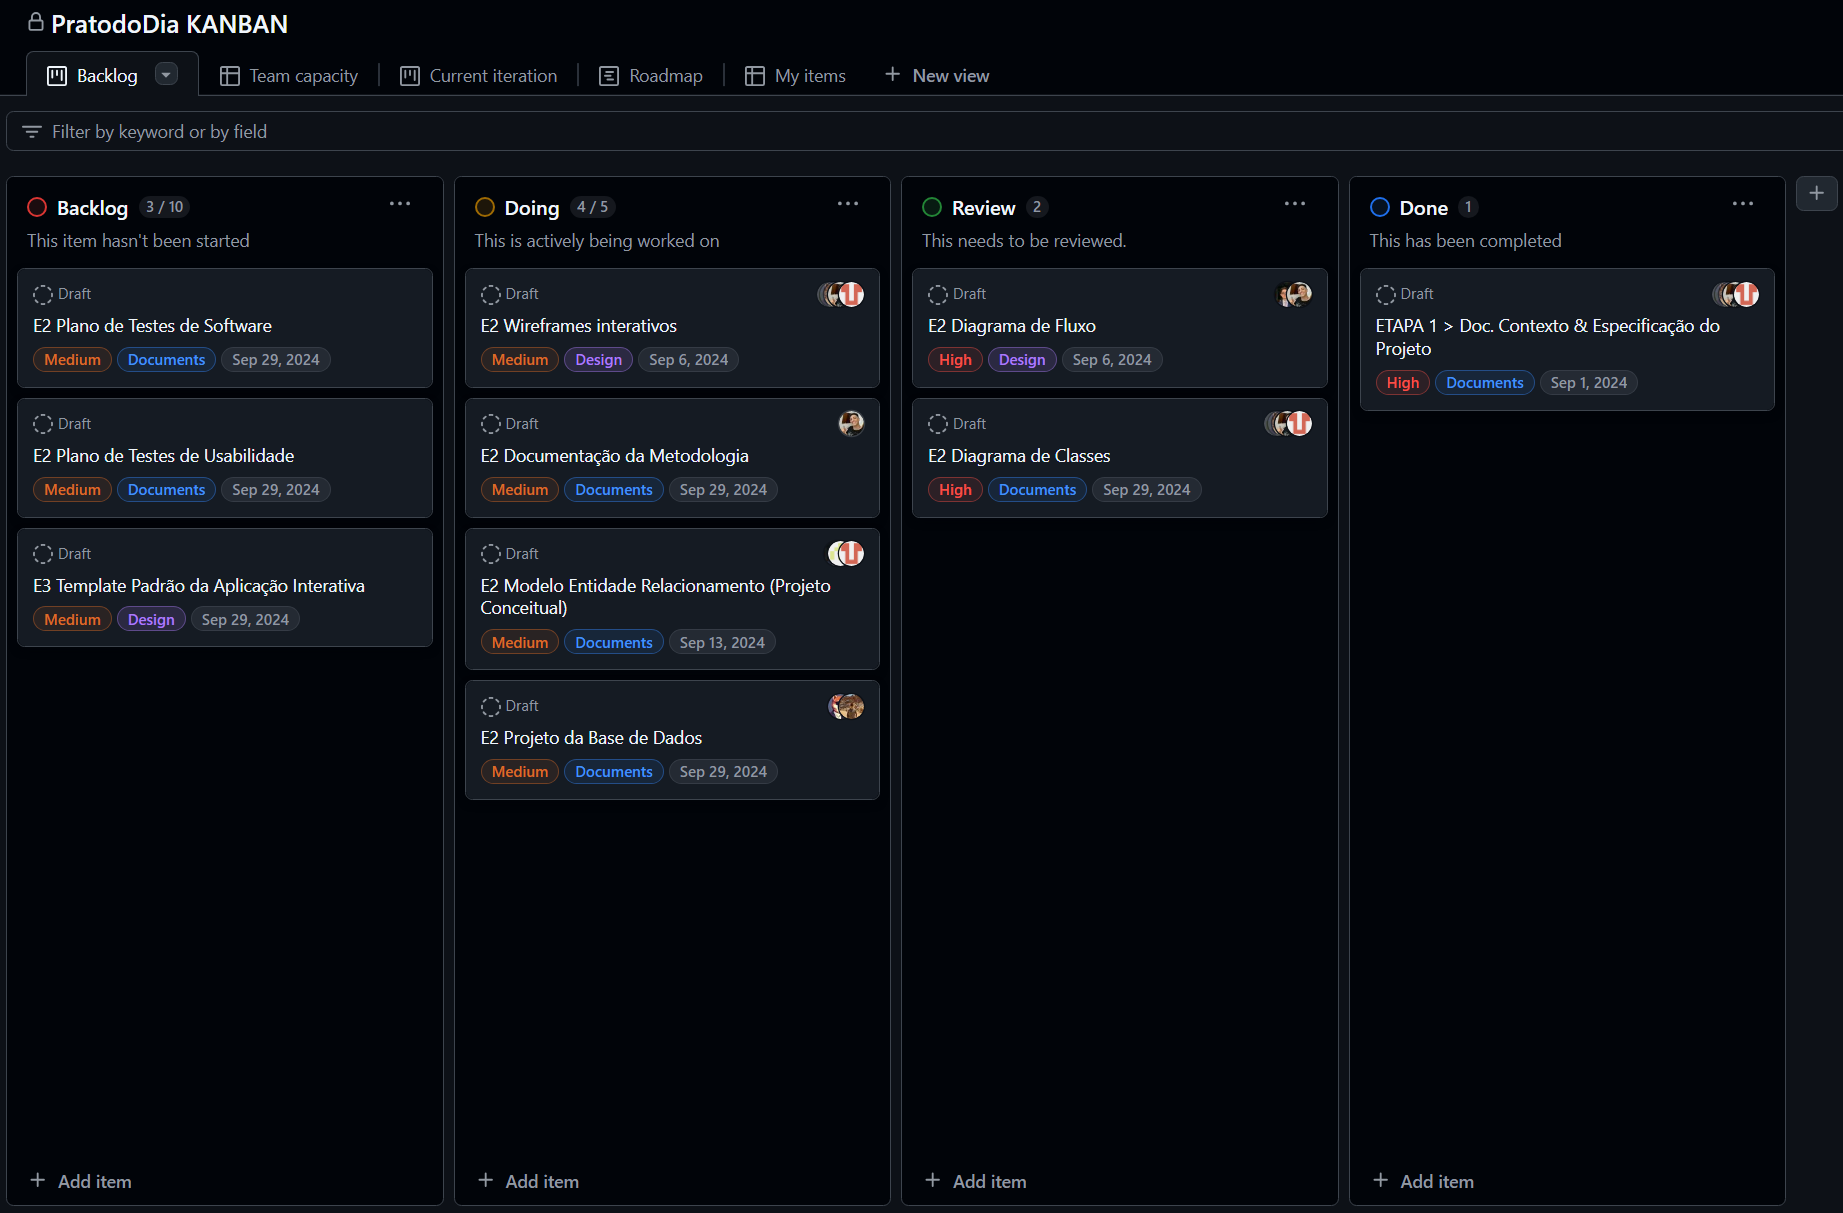 PratodoDia KANBAN
Backlog
Team capacity
Current iteration
Roadmap
My items
New view
Filter by keyword or by field
Backlog 3 / 10
This item hasn't been started
Draft
E2 Plano de Testes de Software
Medium Documents Sep 29, 2024
Draft
E2 Plano de Testes de Usabilidade
Medium Documents Sep 29, 2024
Draft
E3 Template Padrão da Aplicação Interativa
Medium Design Sep 29, 2024
Add item
Doing 4 / 5
This is actively being worked on
Draft
E2 Wireframes interativos
Medium Design Sep 6, 2024
Draft
E2 Documentação da Metodologia
Medium Documents Sep 29, 2024
Draft
E2 Modelo Entidade Relacionamento (Projeto
Conceitual)
Medium Documents Sep 13, 2024
Draft
E2 Projeto da Base de Dados
Medium Documents Sep 29, 2024
Add item
Review 2
This needs to be reviewed.
Draft
E2 Diagrama de Fluxo
High Design Sep 6, 2024
Draft
E2 Diagrama de Classes
High Documents Sep 29, 2024
Add item
Done 1
This has been completed
Draft
ETAPA 1 > Doc. Contexto & Especificação do
Projeto
High Documents Sep 1, 2024
Add item